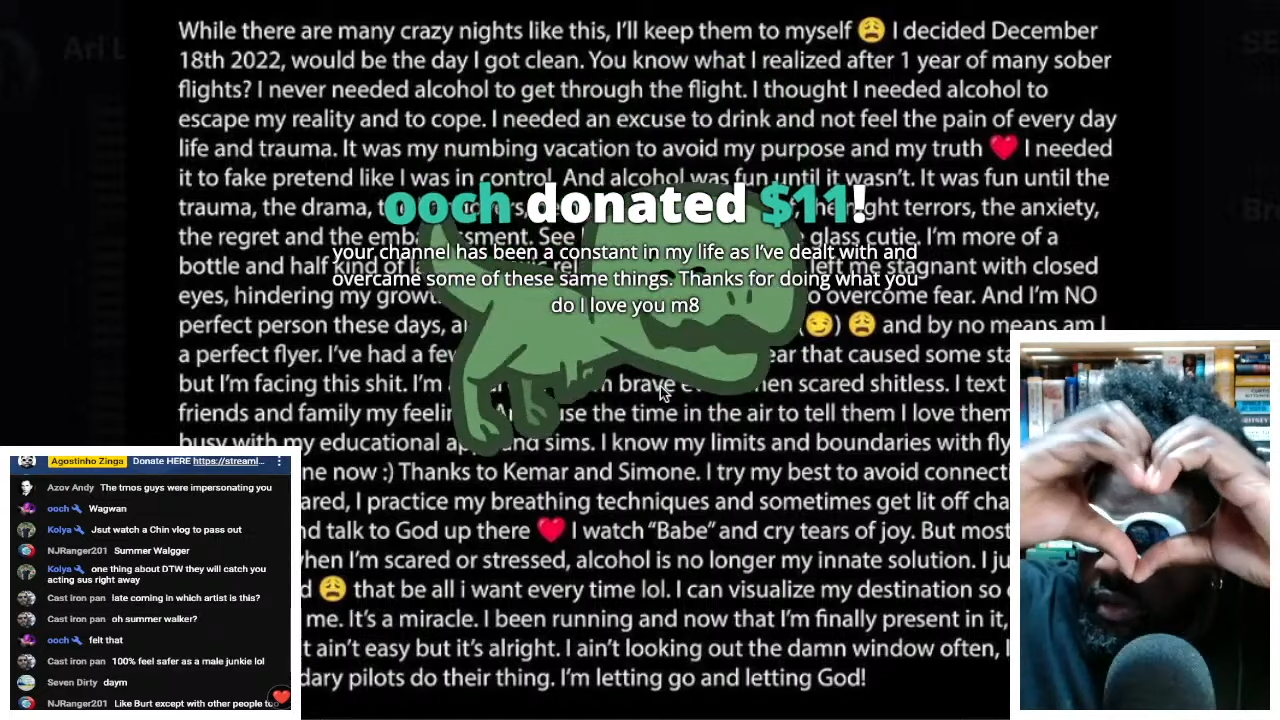 While there are many crazy nights like this, I'll keep them to myself 😩 I decided December
18th 2022, would be the day I got clean. You know what I realized after 1 year of many sober
flights? I never needed alcohol to get through the flight. I thought I needed alcohol to
escape my reality and to cope. I needed an excuse to drink and not feel the pain of every day
life and trauma. It was my numbing vacation to avoid my purpose and my truth ❤️ I needed
it to fake pretend like I was in control. And alcohol was fun until it wasn't. It was fun until the
trauma, the drama, night terrors, the anxiety,
ooch donated $11!
the regret and the emba ssment. See glass cutie. I'm more of a
your channel has been a constant in my life as I've dealt with and
bottle and half kind of left me stagnant with closed
overcame some of these same things. Thanks for doing what you
eyes, hindering my grow o overcome fear. And I'm NO
do I love you m8
perfect person these days, a (😏) 😩 and by no means am I
a perfect flyer. I've had a fe ear that caused some sta
but I'm facing this shit. I'm brave e hen scared shitless. I text
friends and family my feelin use the time in the air to tell them I love them
busy with my educational a nd sims. I know my limits and boundaries with fly
ne now :) Thanks to Kemar and Simone. I try my best to avoid connecti
ared, I practice my breathing techniques and sometimes get lit off cha
nd talk to God up there ❤️ I watch “Babe” and cry tears of joy. But most
hen I'm scared or stressed, alcohol is no longer my innate solution. I ju
d 😩 that be all i want every time lol. I can visualize my destination so
me. It's a miracle. I been running and now that I'm finally present in it,
t ain't easy but it's alright. I ain't looking out the damn window often, I
dary pilots do their thing. I'm letting go and letting God!
Agostinho Zinga Donate HERE https://streaml...
Azov Andy The tmos guys were impersonating you
ooch Wagwan
Kolya Jsut watch a Chin vlog to pass out
NJRanger201 Summer Walgger
Kolya one thing about DTW they will catch you
acting sus right away
Cast iron pan late coming in which artist is this?
Cast iron pan oh summer walker?
ooch felt that
Cast iron pan 100% feel safer as a male junkie lol
Seven Dirty daym
NJRanger201 Like Burt except with other people to